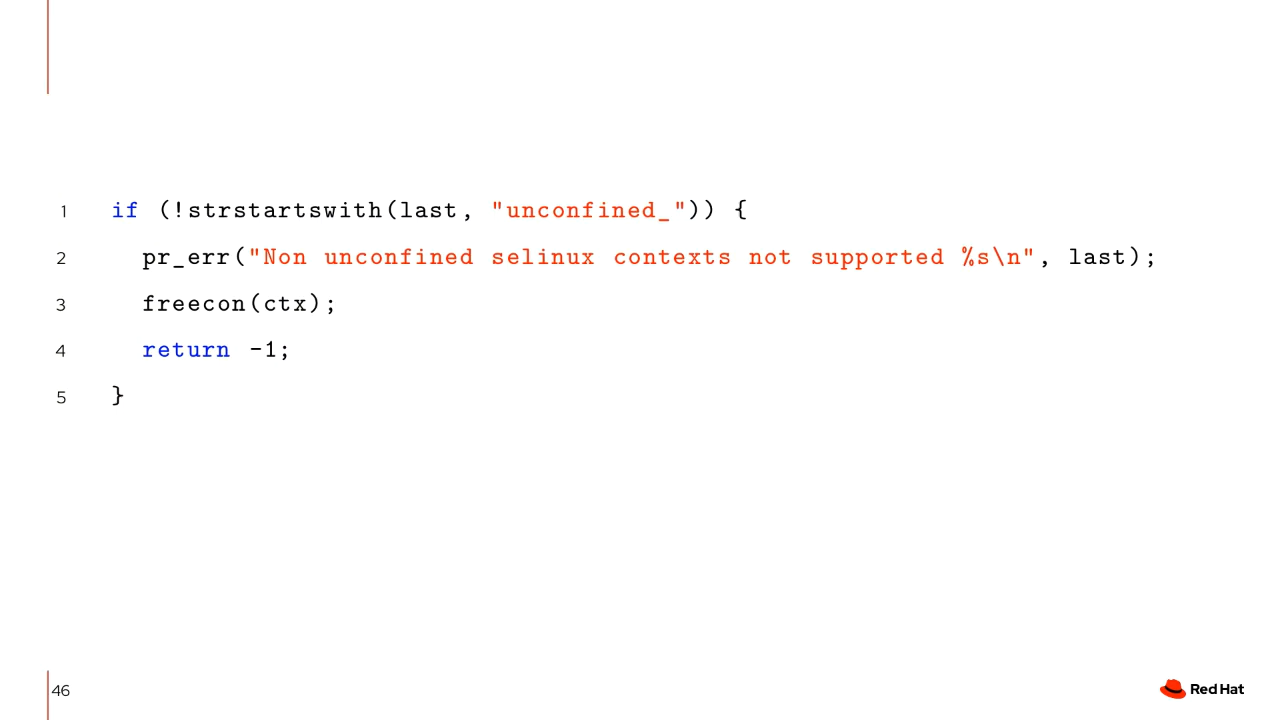 1 if (!strstartswith(last, "unconfined_")) {
2 pr_err("Non unconfined selinux contexts not supported %s\n", last);
3 freecon(ctx);
4 return -1;
5 }
46
Red Hat